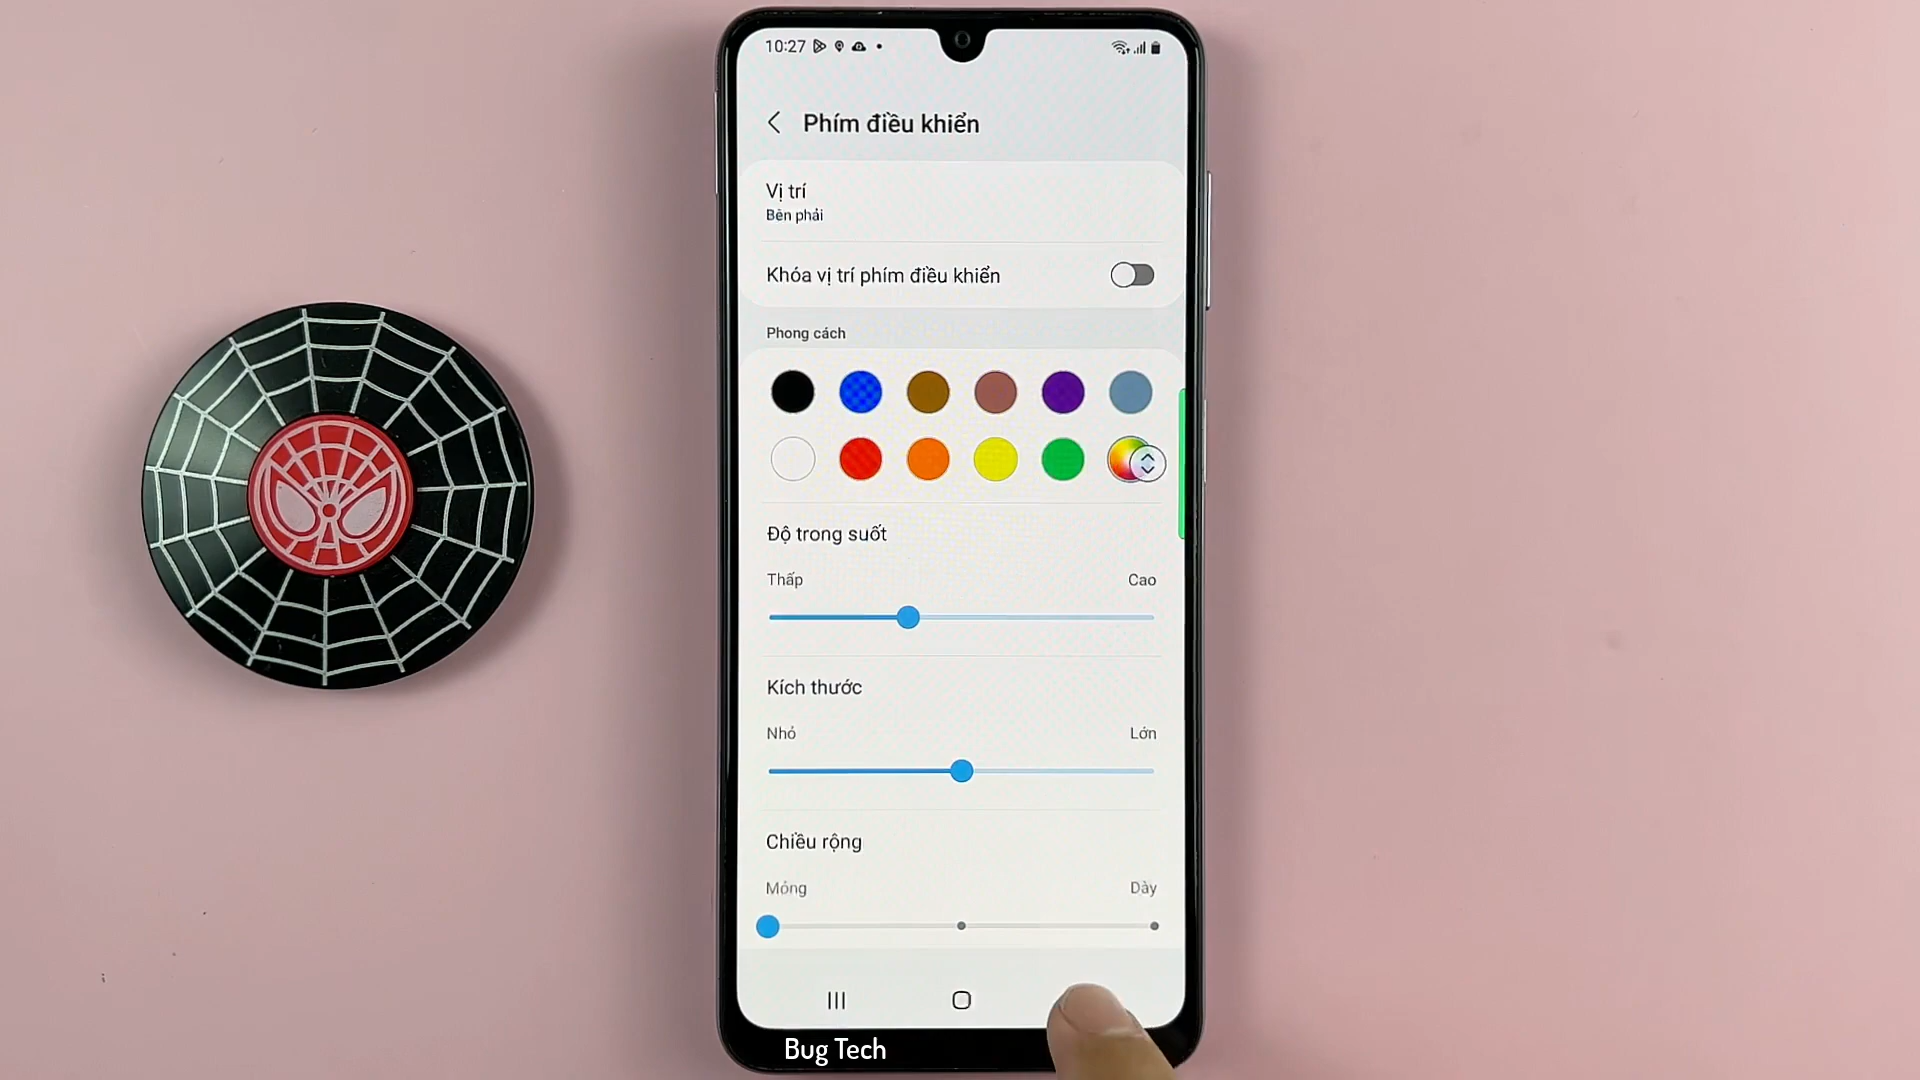 10:27
Phím điều khiển
Vị trí
Bên phải
Khóa vị trí phím điều khiển
Phong cách
Độ trong suốt
Thấp Cao
Kích thước
Nhỏ Lớn
Chiều rộng
Mỏng Dày
Bug Tech